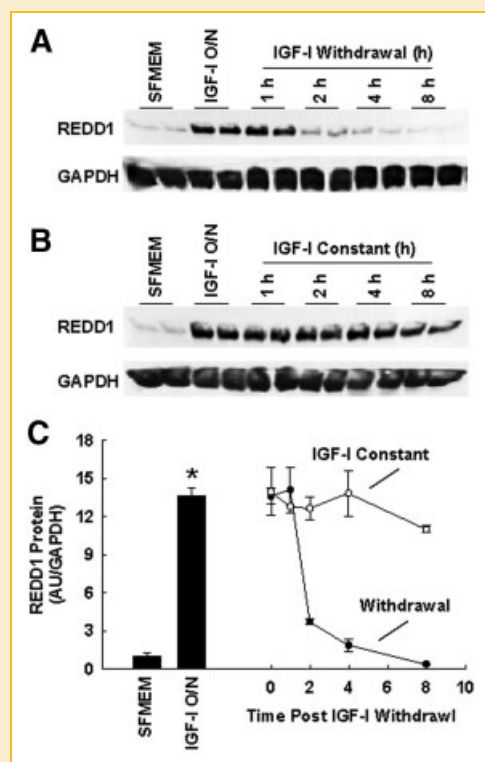 A
SFMEM
IGF-I O/N
IGF-I Withdrawal (h)
1 h
2 h
4 h
8 h
REDD1
GAPDH
B
SFMEM
IGF-I O/N
IGF-I Constant (h)
1 h
2 h
4 h
8 h
REDD1
GAPDH
C
REDD1 Protein
(AU/GAPDH)
18
15
12
9
6
3
0
*
SFMEM
IGF-I O/N
IGF-I Constant
Withdrawal
0 2 4 6 8 10
Time Post IGF-I Withdrawl